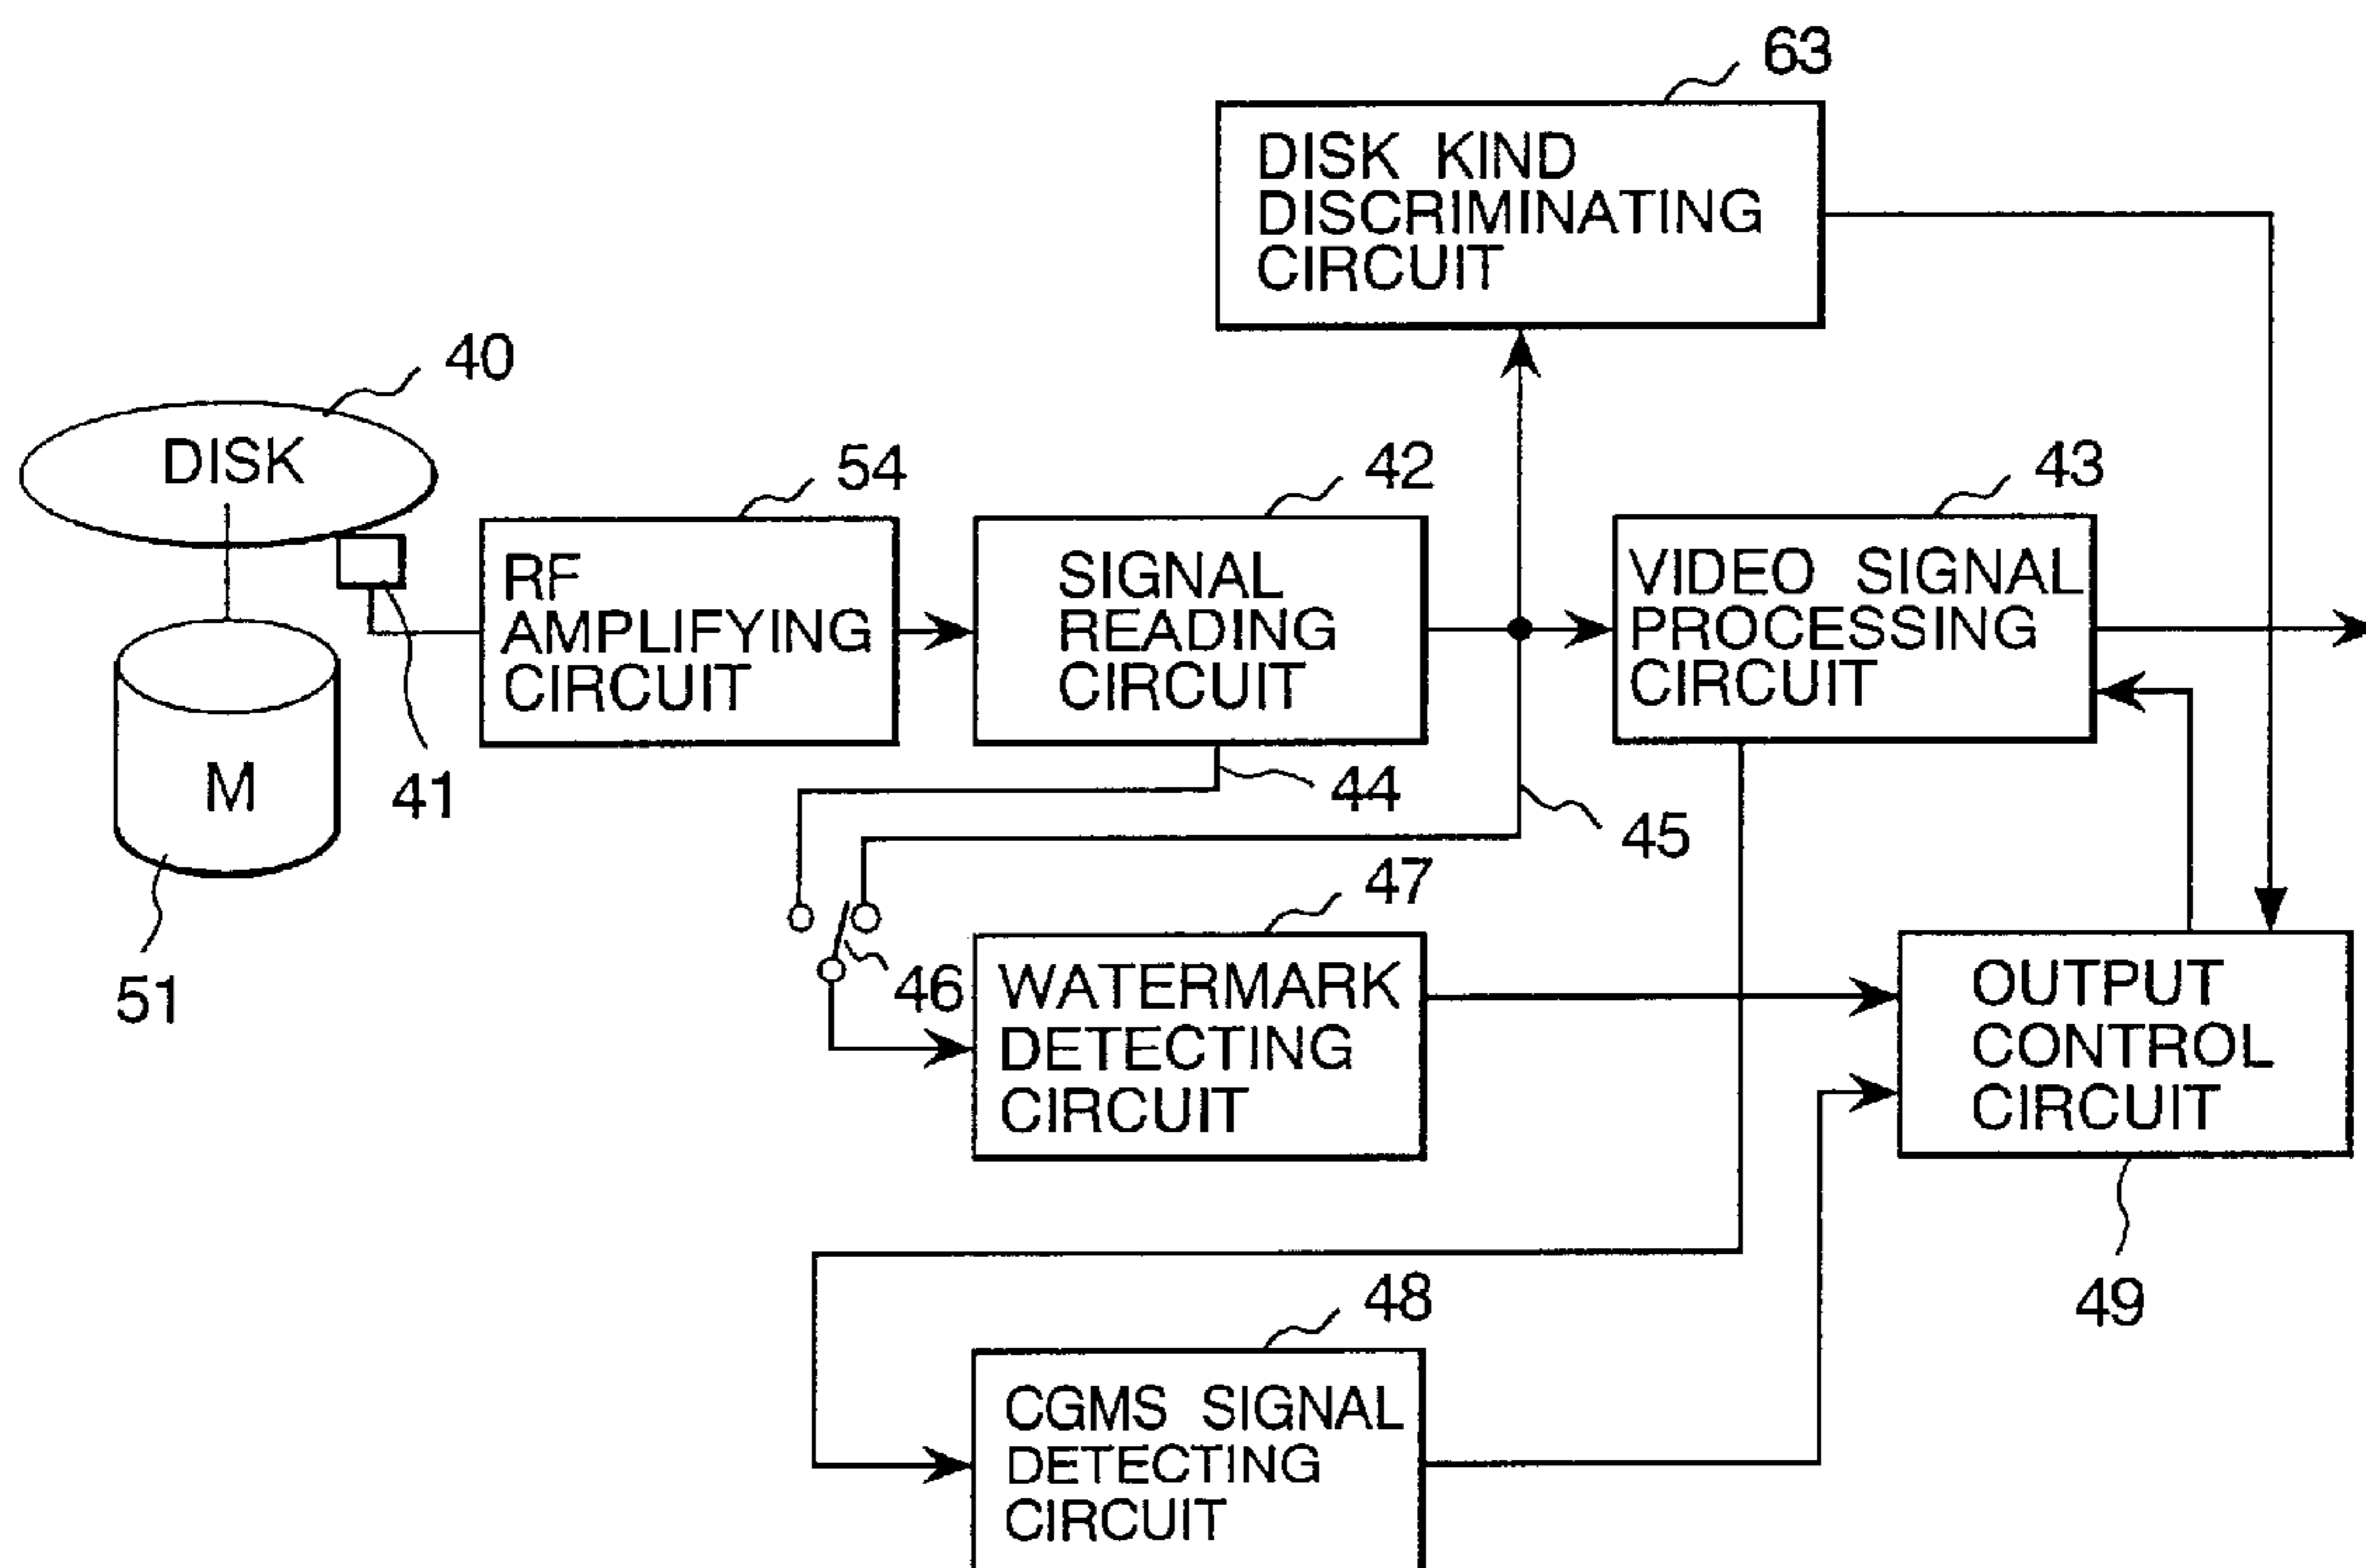 63
DISK KIND
DISCRIMINATING
CIRCUIT
40
DISK
54
42
43
RF
AMPLIFYING
CIRCUIT
SIGNAL
READING
CIRCUIT
VIDEO SIGNAL
PROCESSING
CIRCUIT
M
41
44
45
51
46
47
WATERMARK
DETECTING
CIRCUIT
OUTPUT
CONTROL
CIRCUIT
49
48
CGMS SIGNAL
DETECTING
CIRCUIT